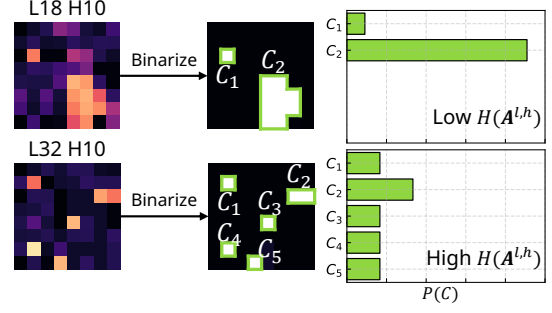 L18 H10
Binarize
C₁
C₂
C₁
C₂
Low H(𝑨^{l,h})
L32 H10
Binarize
C₁
C₂
C₃
C₄
C₅
C₁
C₂
C₃
C₄
C₅
High H(𝑨^{l,h})
P(C)